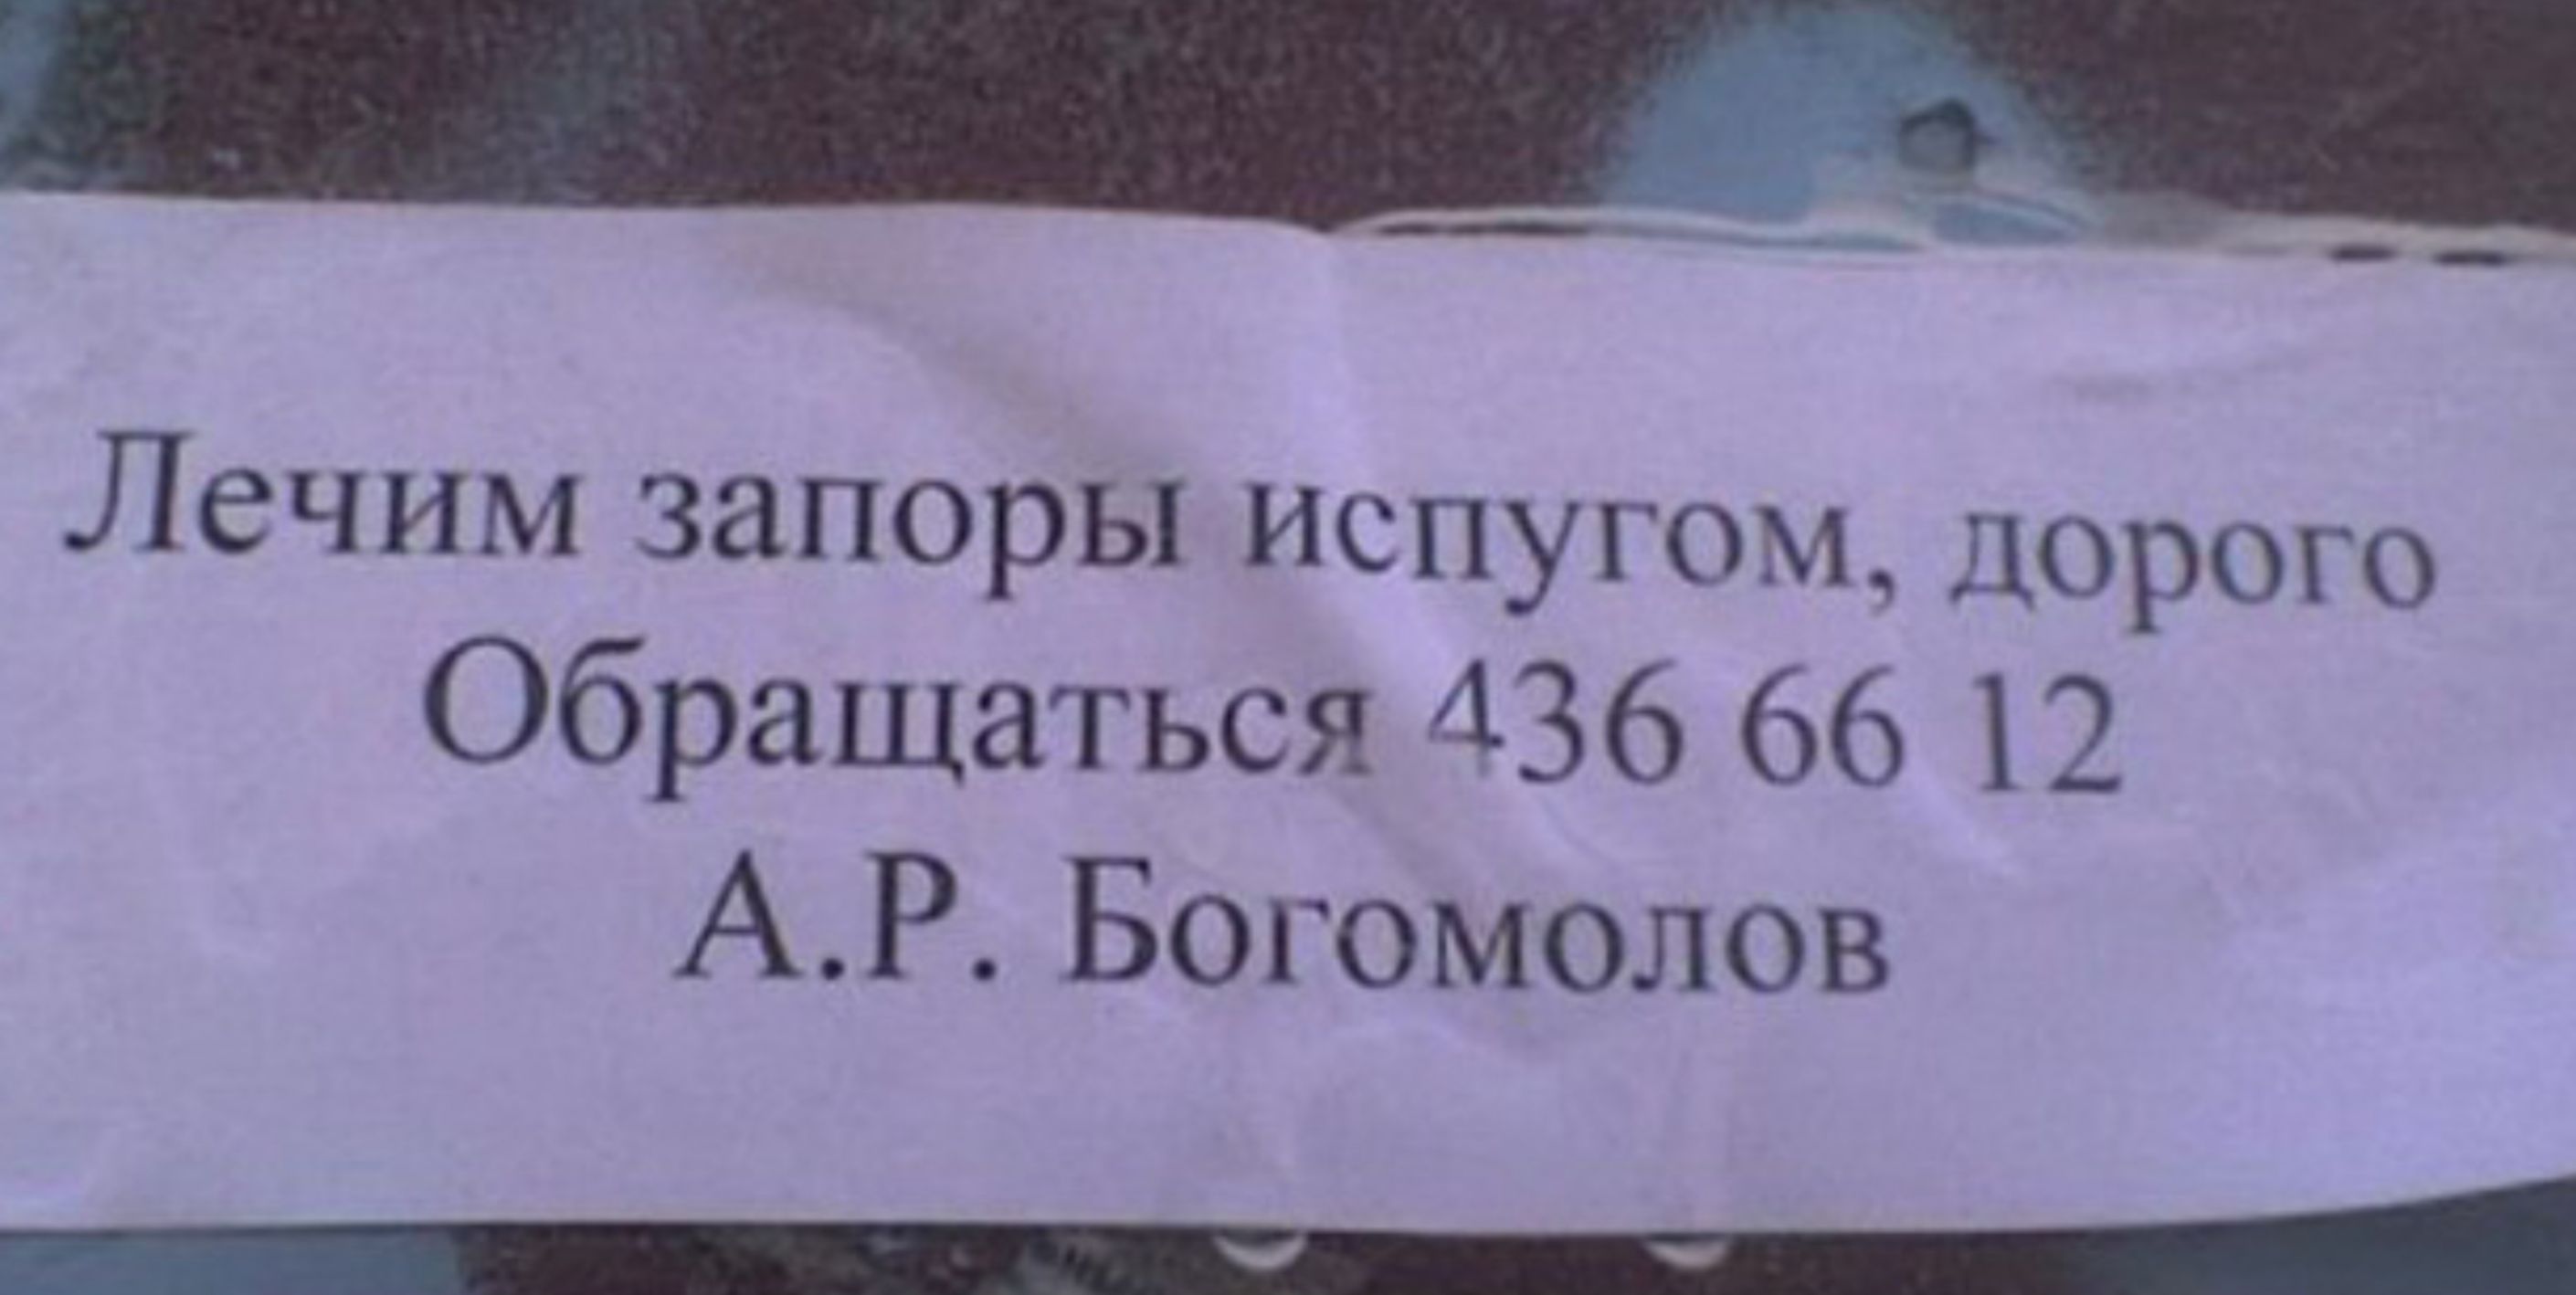 Лечим запоры испугом, дорого
Обращаться 436 66 12
А.Р. Богомолов